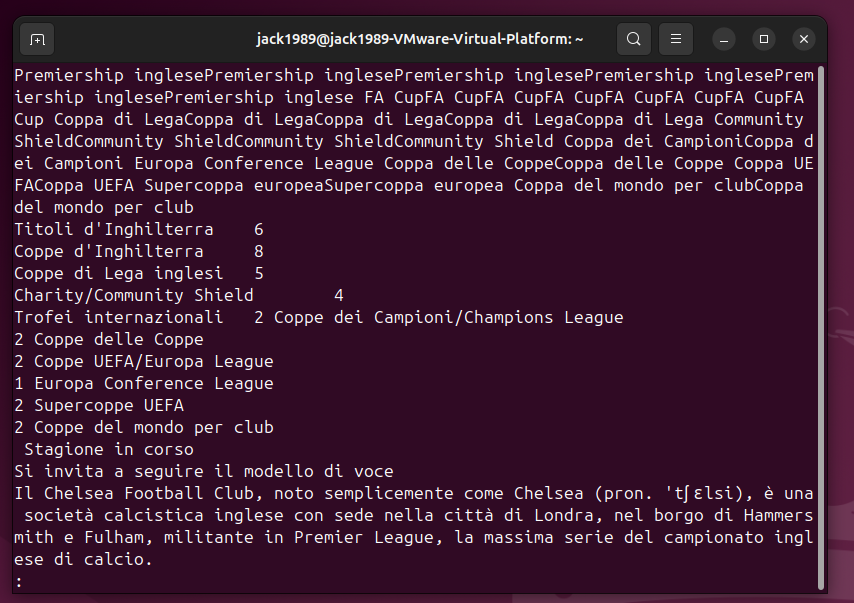 jack1989@jack1989-VMware-Virtual-Platform: ~
Premiership inglesePremiership inglesePremiership inglesePremiership inglesePrem
iership inglesePremiership inglese FA CupFA CupFA CupFA CupFA CupFA CupFA CupFA
Cup Coppa di LegaCoppa di LegaCoppa di LegaCoppa di LegaCoppa di Lega Community
ShieldCommunity ShieldCommunity ShieldCommunity Shield Coppa dei CampioniCoppa d
ei Campioni Europa Conference League Coppa delle CoppeCoppa delle Coppe Coppa UE
FACoppa UEFA Supercoppa europeaSupercoppa europea Coppa del mondo per clubCoppa
del mondo per club
Titoli d'Inghilterra    6
Coppe d'Inghilterra     8
Coppe di Lega inglesi   5
Charity/Community Shield        4
Trofei internazionali   2 Coppe dei Campioni/Champions League
2 Coppe delle Coppe
2 Coppe UEFA/Europa League
1 Europa Conference League
2 Supercoppe UEFA
2 Coppe del mondo per club
 Stagione in corso
Si invita a seguire il modello di voce
Il Chelsea Football Club, noto semplicemente come Chelsea (pron. 'tʃɛlsi), è una
 società calcistica inglese con sede nella città di Londra, nel borgo di Hammers
mith e Fulham, militante in Premier League, la massima serie del campionato ingl
ese di calcio.
: